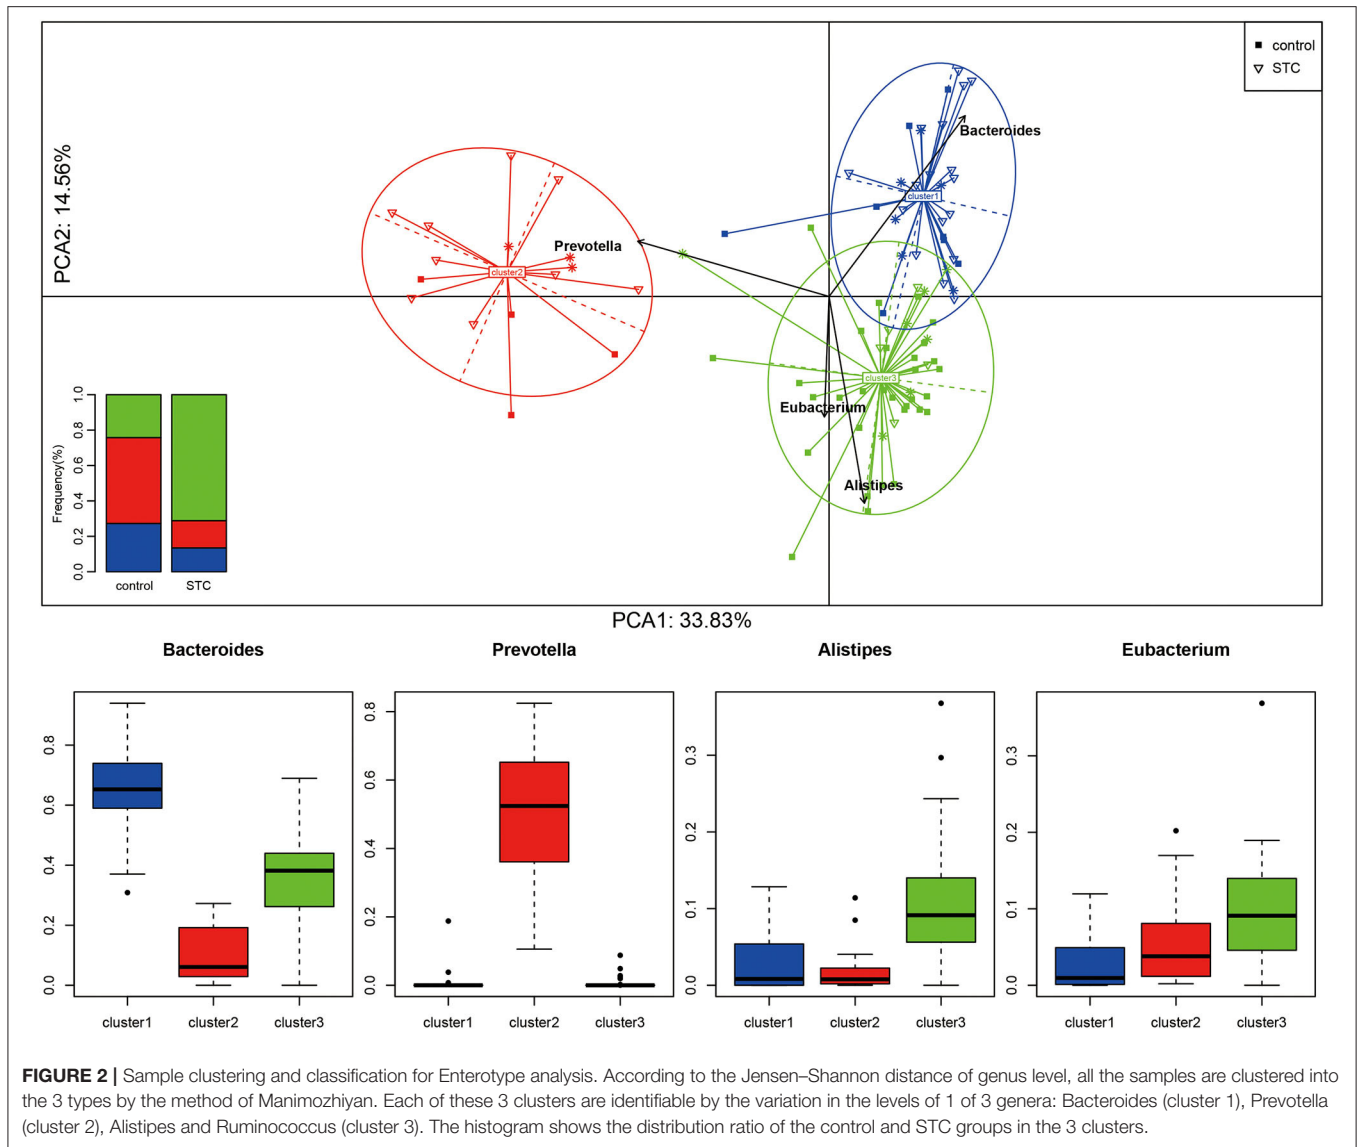 control
STC
Bacteroides
cluster1
PCA2: 14.56%
Prevotella
cluster2
cluster3
Eubacterium
Alistipes
Frequency(%)
1.0
0.8
0.6
0.4
0.2
0.0
control STC
PCA1: 33.83%
Bacteroides Prevotella Alistipes Eubacterium
0.8
0.6
0.4
0.2
0.0
cluster1 cluster2 cluster3
0.8
0.6
0.4
0.2
0.0
cluster1 cluster2 cluster3
0.3
0.2
0.1
0.0
cluster1 cluster2 cluster3
0.3
0.2
0.1
0.0
cluster1 cluster2 cluster3
FIGURE 2 | Sample clustering and classification for Enterotype analysis. According to the Jensen–Shannon distance of genus level, all the samples are clustered into
the 3 types by the method of Manimozhiyan. Each of these 3 clusters are identifiable by the variation in the levels of 1 of 3 genera: Bacteroides (cluster 1), Prevotella
(cluster 2), Alistipes and Ruminococcus (cluster 3). The histogram shows the distribution ratio of the control and STC groups in the 3 clusters.